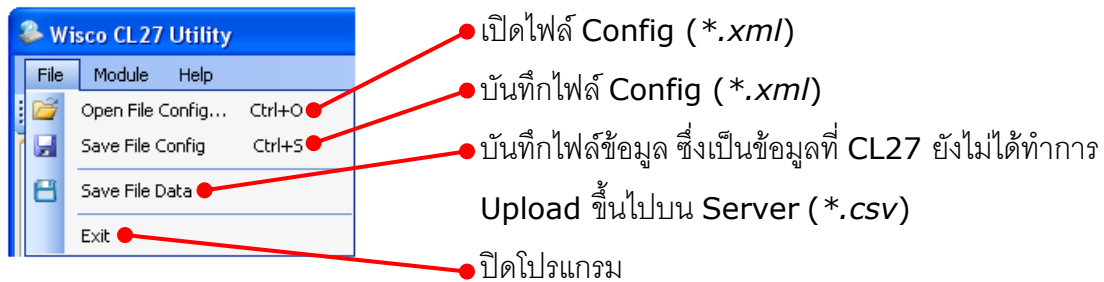 Wisco CL27 Utility
File Module Help
Open File Config... Ctrl+O
Save File Config Ctrl+S
Save File Data
Exit
เปิดไฟล์ Config (*.xml)
บันทึกไฟล์ Config (*.xml)
บันทึกไฟล์ข้อมูล ซึ่งเป็นข้อมูลที่ CL27 ยังไม่ได้ทำการ
Upload ขึ้นไปบน Server (*.csv)
ปิดโปรแกรม